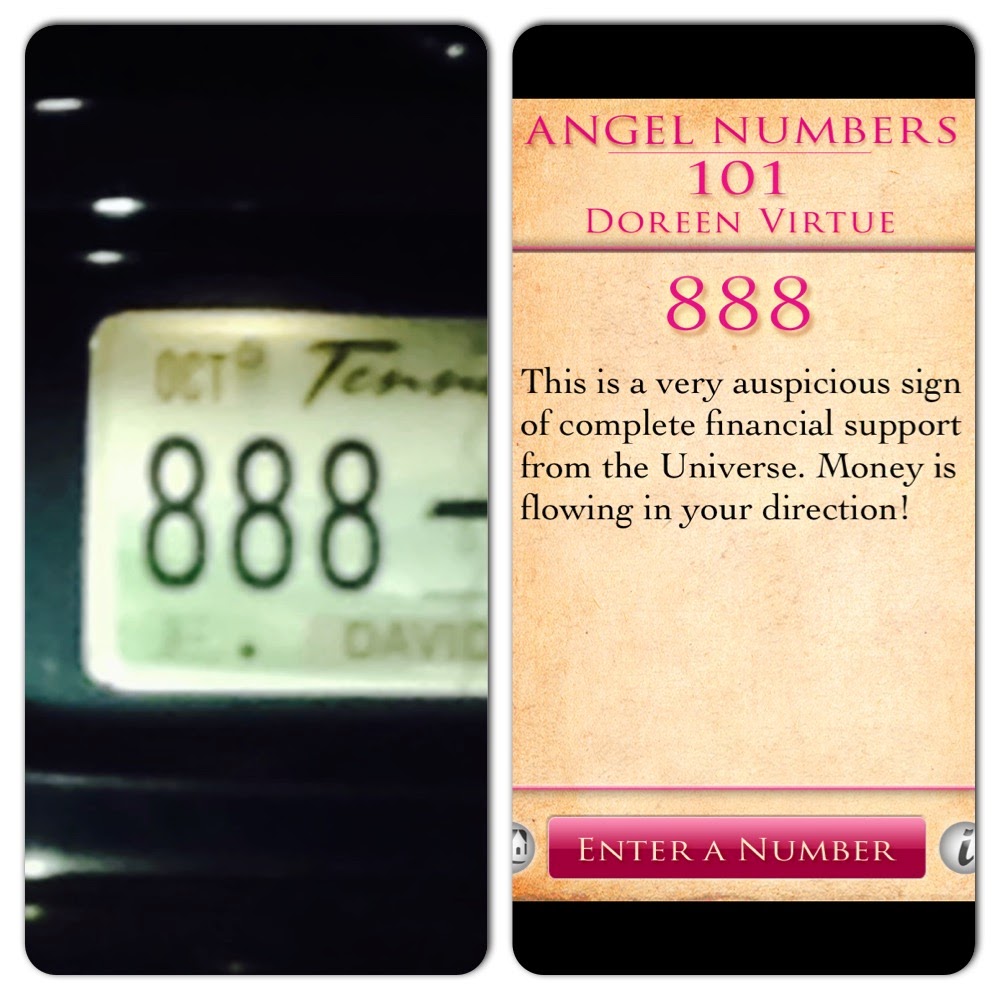 OCT
888-
DAVID
ANGEL NUMBERS
101
DOREEN VIRTUE
888
This is a very auspicious sign
of complete financial support
from the Universe. Money is
flowing in your direction!
ENTER A NUMBER
i